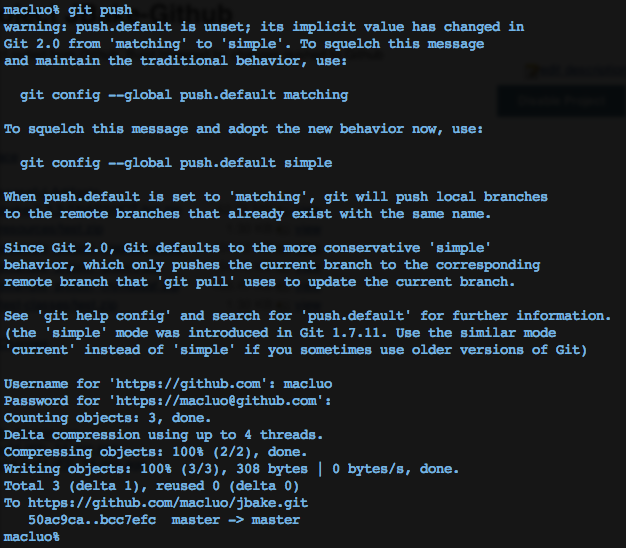 macluo% git push
warning: push.default is unset; its implicit value has changed in
Git 2.0 from 'matching' to 'simple'. To squelch this message
and maintain the traditional behavior, use:
git config --global push.default matching
To squelch this message and adopt the new behavior now, use:
git config --global push.default simple
When push.default is set to 'matching', git will push local branches
to the remote branches that already exist with the same name.
Since Git 2.0, Git defaults to the more conservative 'simple'
behavior, which only pushes the current branch to the corresponding
remote branch that 'git pull' uses to update the current branch.
See 'git help config' and search for 'push.default' for further information.
(the 'simple' mode was introduced in Git 1.7.11. Use the similar mode
'current' instead of 'simple' if you sometimes use older versions of Git)
Username for 'https://github.com': macluo
Password for 'https://macluo@github.com':
Counting objects: 3, done.
Delta compression using up to 4 threads.
Compressing objects: 100% (2/2), done.
Writing objects: 100% (3/3), 308 bytes | 0 bytes/s, done.
Total 3 (delta 1), reused 0 (delta 0)
To https://github.com/macluo/jbake.git
50ac9ca..bcc7efc  master -> master
macluo%